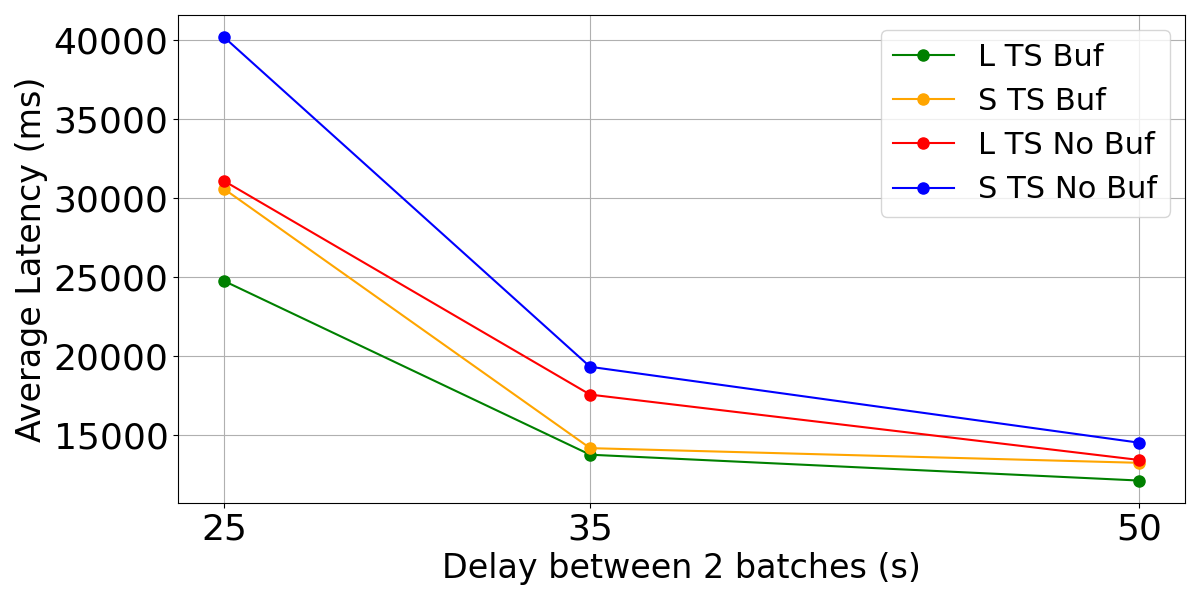 40000
35000
30000
25000
20000
15000
Average Latency (ms)
25
35
50
Delay between 2 batches (s)
L TS Buf
S TS Buf
L TS No Buf
S TS No Buf